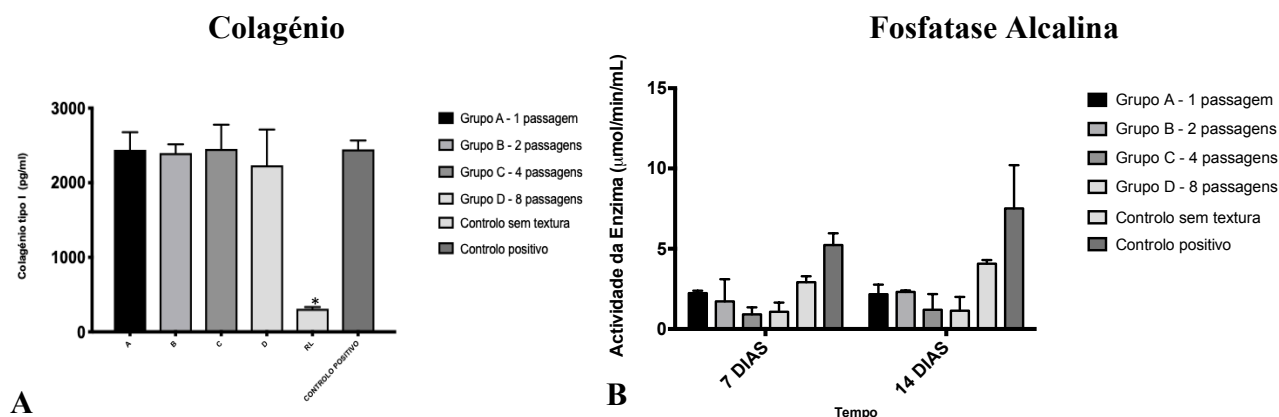 Colagénio
Colagénio tipo I (pg/ml)
3000
2000
1000
0
A
B
C
D
RL
CONTROLO POSITIVO
*
Grupo A - 1 passagem
Grupo B - 2 passagens
Grupo C - 4 passagens
Grupo D - 8 passagens
Controlo sem textura
Controlo positivo
A
Fosfatase Alcalina
Actividade da Enzima (μmol/min/mL)
15
10
5
0
7 DIAS
14 DIAS
Tempo
Grupo A - 1 passagem
Grupo B - 2 passagens
Grupo C - 4 passagens
Grupo D - 8 passagens
Controlo sem textura
Controlo positivo
B